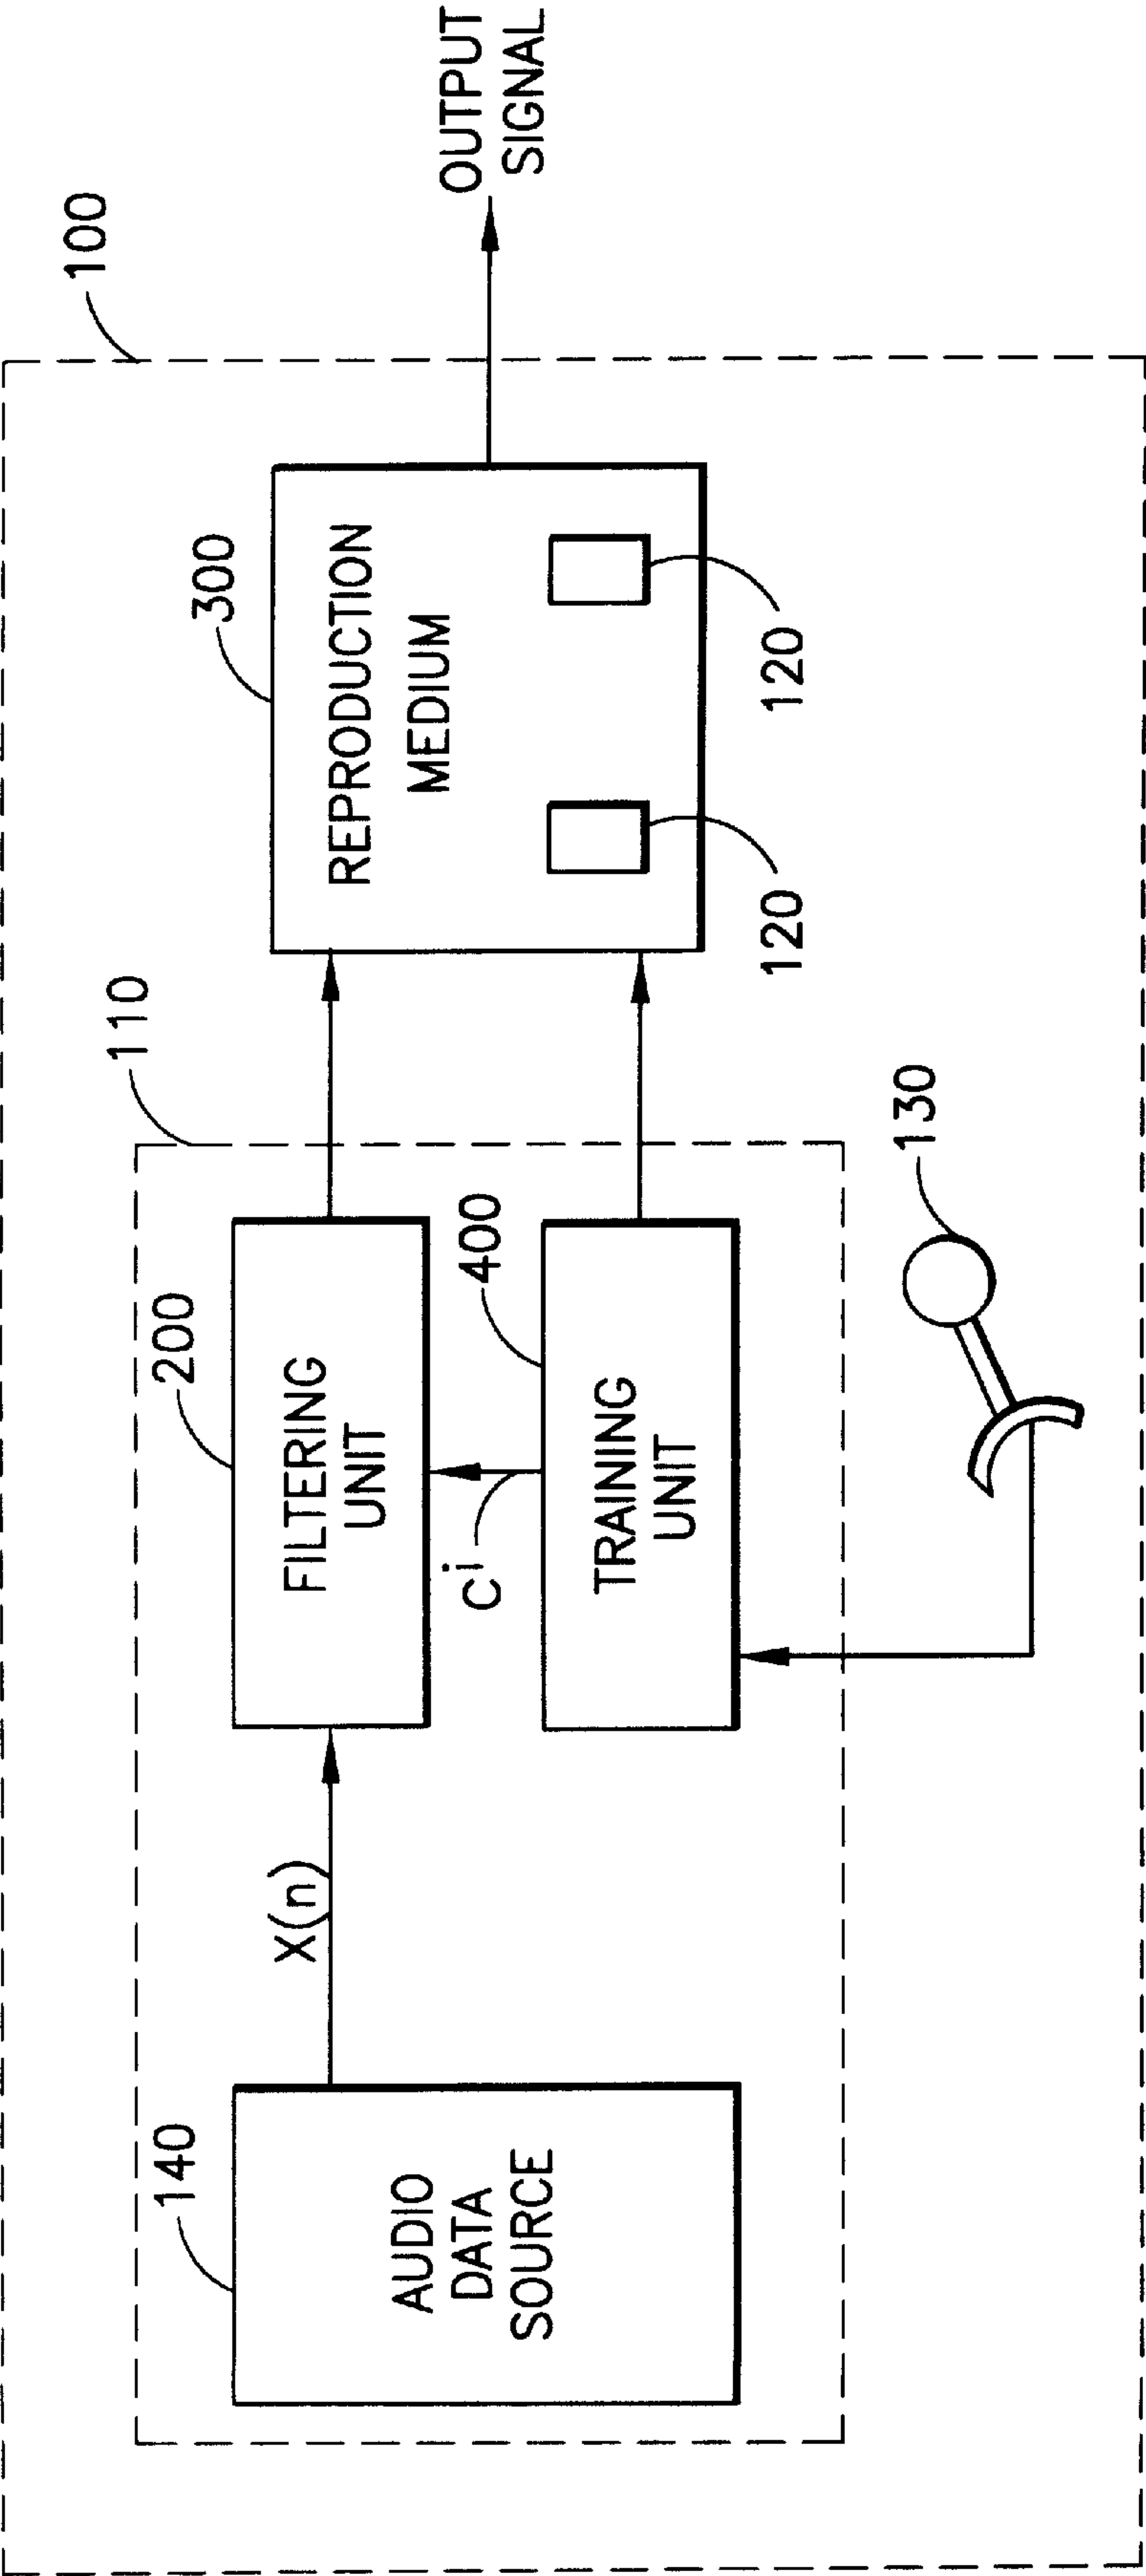 100
OUTPUT
SIGNAL
110
300
REPRODUCTION
MEDIUM
120
120
140
AUDIO
DATA
SOURCE
X(n)
200
FILTERING
UNIT
Cⁱ
400
TRAINING
UNIT
130